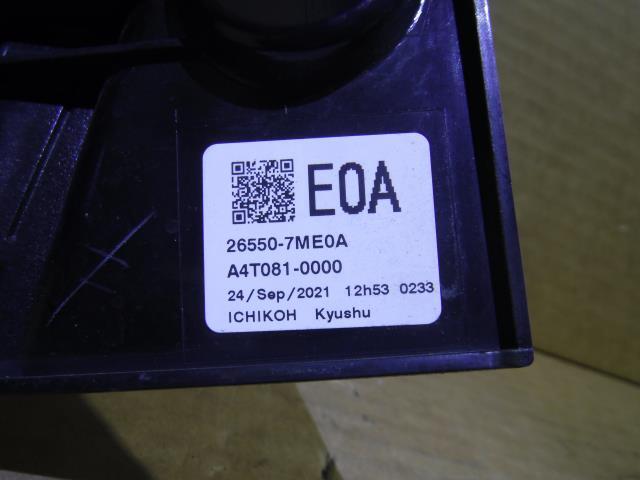 E0A
26550-7ME0A
A4T081-0000
24/Sep/2021 12h53 0233
ICHIKOH Kyushu